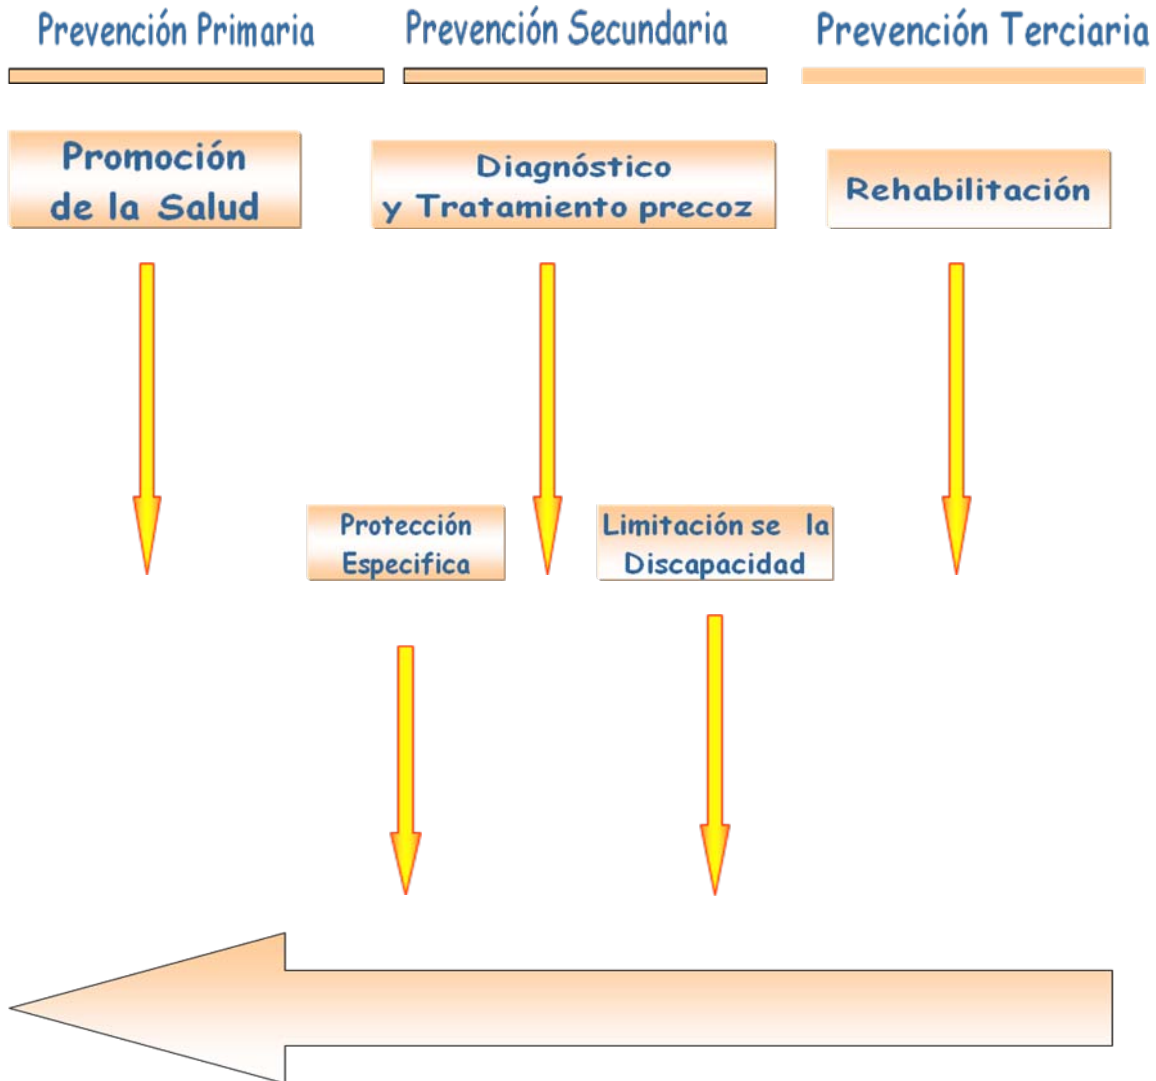 Prevención Primaria
Prevención Secundaria
Prevención Terciaria
Promoción
de la Salud
Diagnóstico
y Tratamiento precoz
Rehabilitación
Protección
Especifica
Limitación se la
Discapacidad